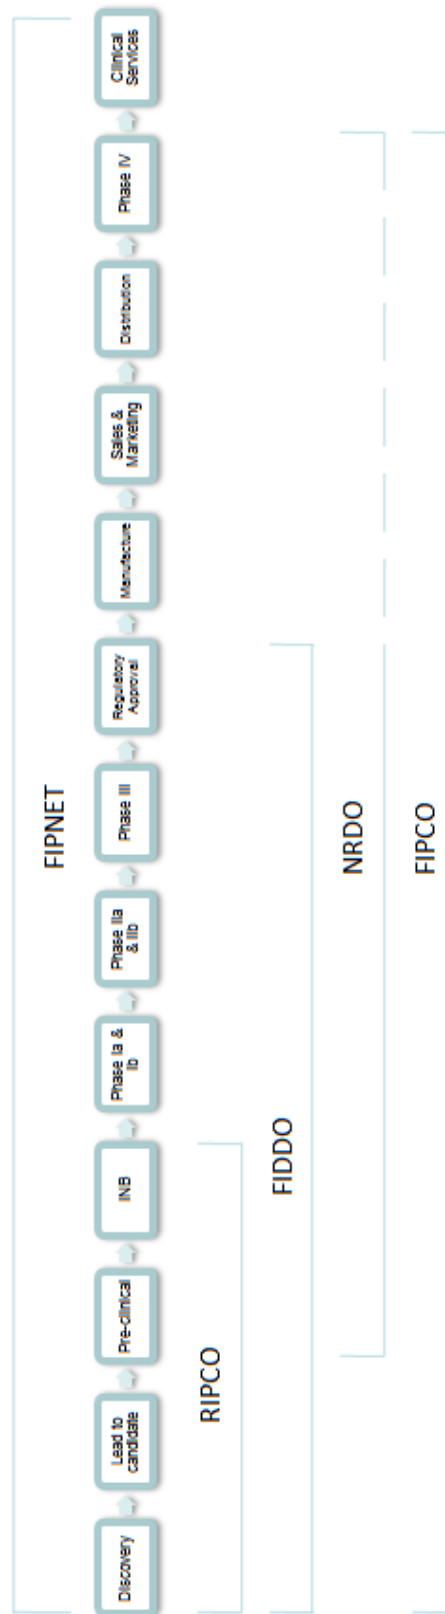 FIPNET
Discovery
Lead to
candidate
Pre-clinical
INB
Phase Ia &
Ib
Phase IIa
& IIb
Phase III
Regulatory
Approval
Manufacture
Sales &
Marketing
Distribution
Phase IV
Clinical
Services
RIPCO
FIDDO
NRDO
FIPCO